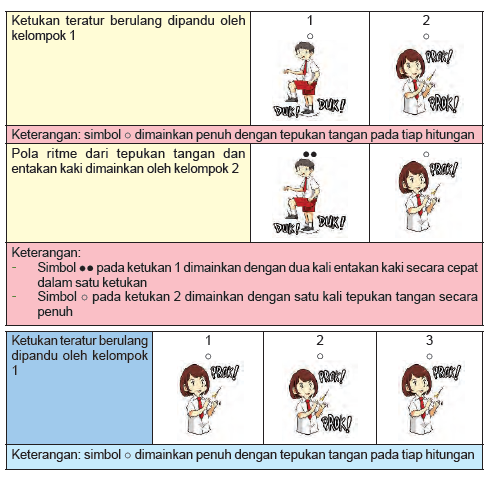 Ketukan teratur berulang dipandu oleh
kelompok 1
1
2
○
○
DUK!
DUK!
PROK!
PROK!
Keterangan: simbol ○ dimainkan penuh dengan tepukan tangan pada tiap hitungan
Pola ritme dari tepukan tangan dan
entakan kaki dimainkan oleh kelompok 2
●●
○
DUK!
DUK!
PROK!
Keterangan:
- Simbol ●● pada ketukan 1 dimainkan dengan dua kali entakan kaki secara cepat
dalam satu ketukan
- Simbol ○ pada ketukan 2 dimainkan dengan satu kali tepukan tangan secara
penuh
Ketukan teratur berulang
dipandu oleh kelompok
1
1
2
3
○
○
○
PROK!
PROK!
PROK!
PROK!
Keterangan: simbol ○ dimainkan penuh dengan tepukan tangan pada tiap hitungan